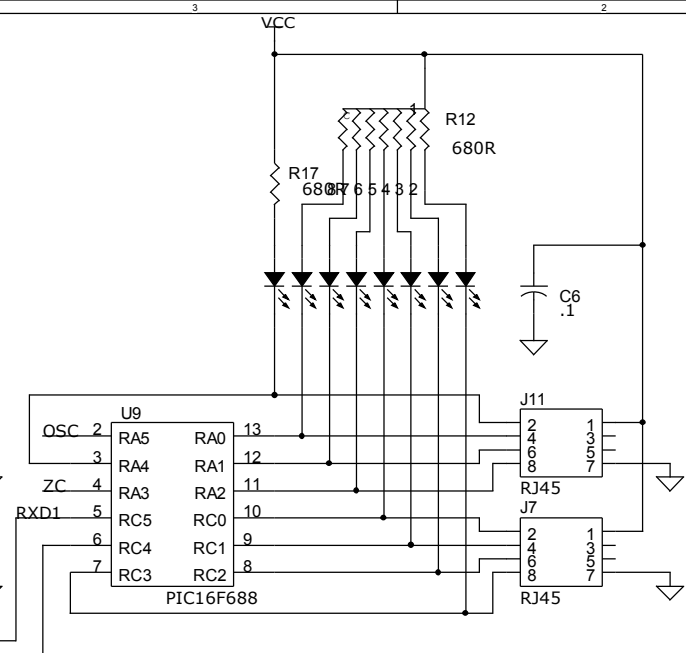 3 2
VCC
1 R12
680R
R17
680R
8 7 6 5 4 3 2
C6
.1
J11
U9
OSC 2 RA5 RA0 13
3 RA4 RA1 12
ZC 4 RA3 RA2 11
RXD1 5 RC5 RC0 10
6 RC4 RC1 9
7 RC3 RC2 8
PIC16F688
2 1
4 3
6 5
8 7
RJ45
J7
2 1
4 3
6 5
8 7
RJ45